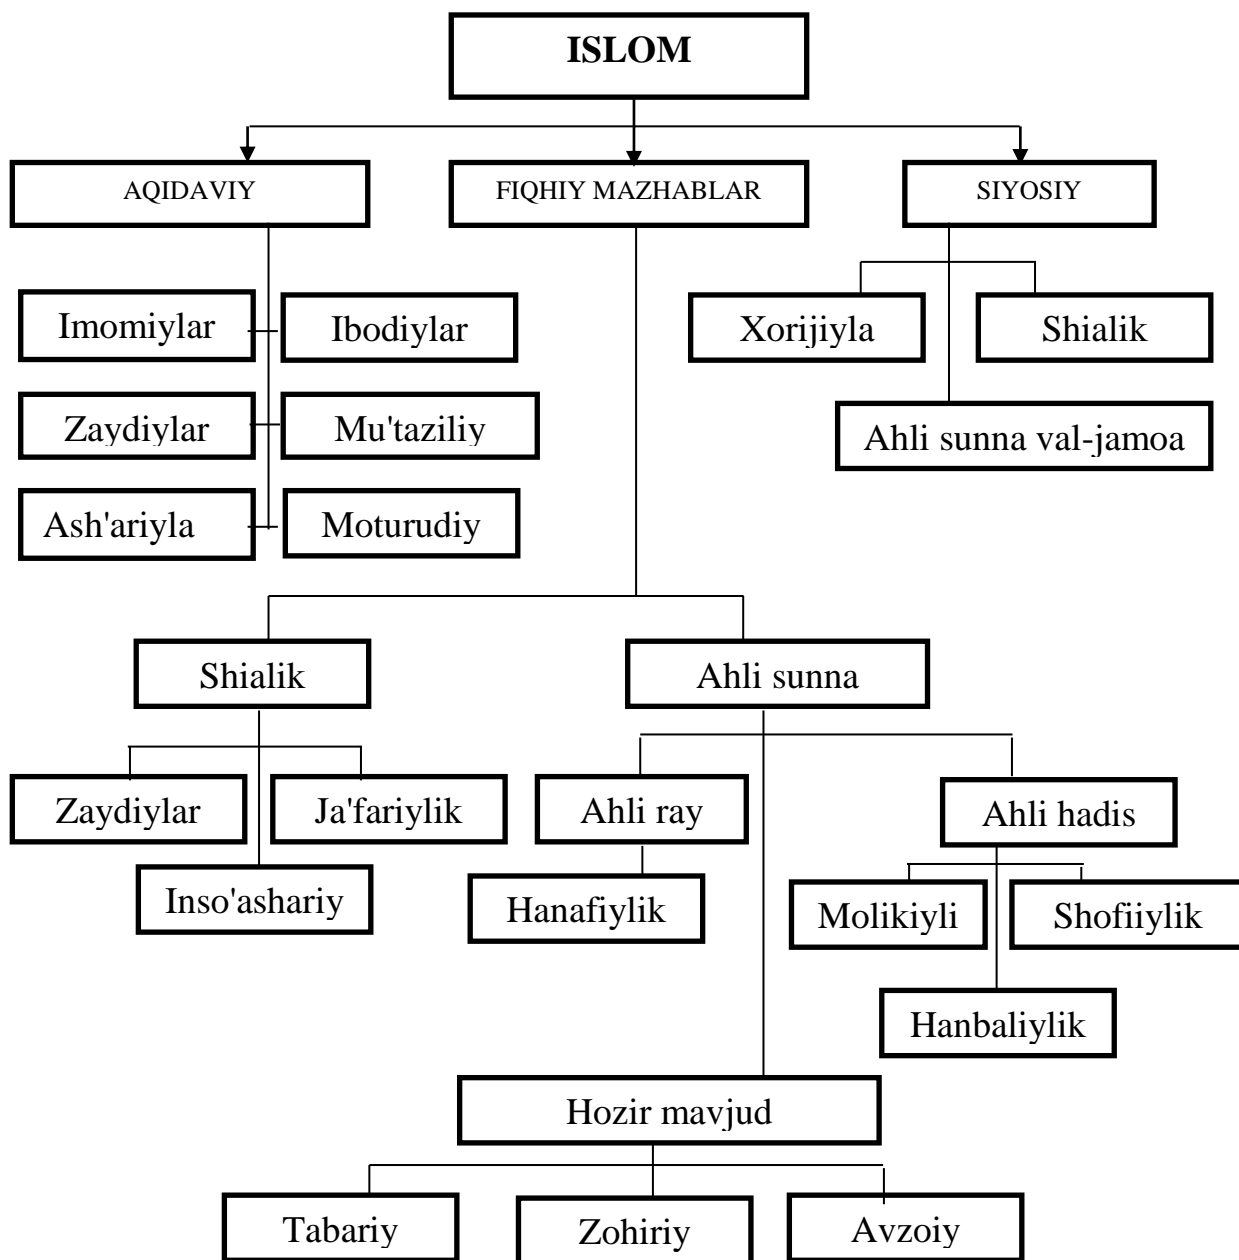 ISLOM
AQIDAVIY
FIQHIY MAZHABLAR
SIYOSIY
Imomiylar
Ibodiylar
Xorijiyla
Shialik
Zaydiylar
Mu'taziliy
Ahli sunna val-jamoa
Ash'ariyla
Moturudiy
Shialik
Ahli sunna
Zaydiylar
Ja'fariylik
Ahli ray
Ahli hadis
Inso'ashariy
Hanafiylik
Molikiyli
Shofiiylik
Hanbaliylik
Hozir mavjud
Tabariy
Zohiriy
Avzoiy